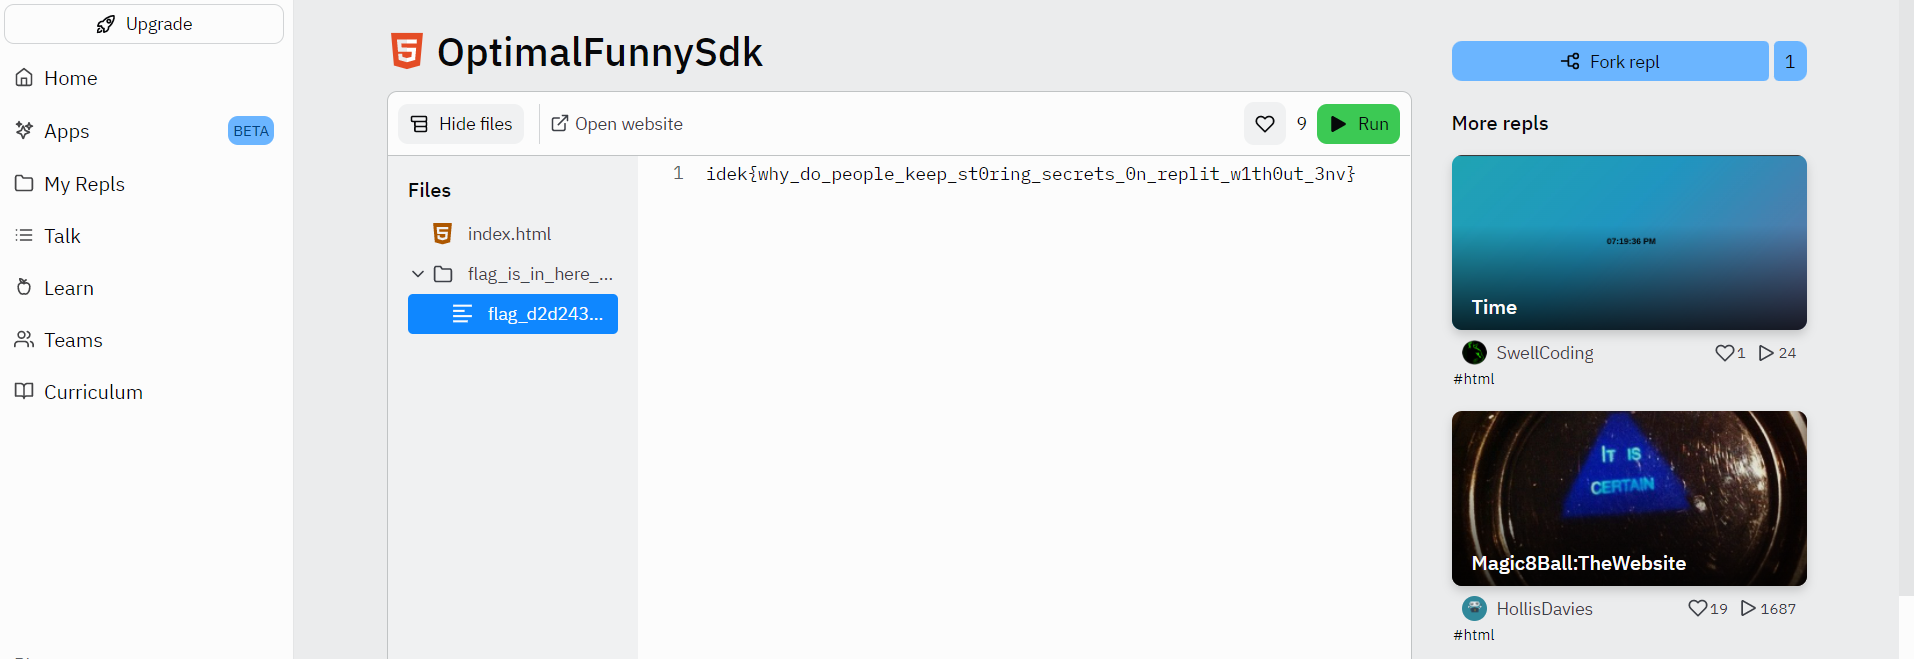 Upgrade
Home
Apps
BETA
My Repls
Talk
Learn
Teams
Curriculum
OptimalFunnySdk
Hide files
Open website
9
Run
Files
index.html
flag_is_in_here_...
flag_d2d243...
1 idek{why_do_people_keep_st0ring_secrets_0n_replit_w1th0ut_3nv}
Fork repl
1
More repls
07:19:36 PM
Time
SwellCoding
1
24
#html
IT IS
CERTAIN
Magic8Ball:TheWebsite
HollisDavies
19
1687
#html